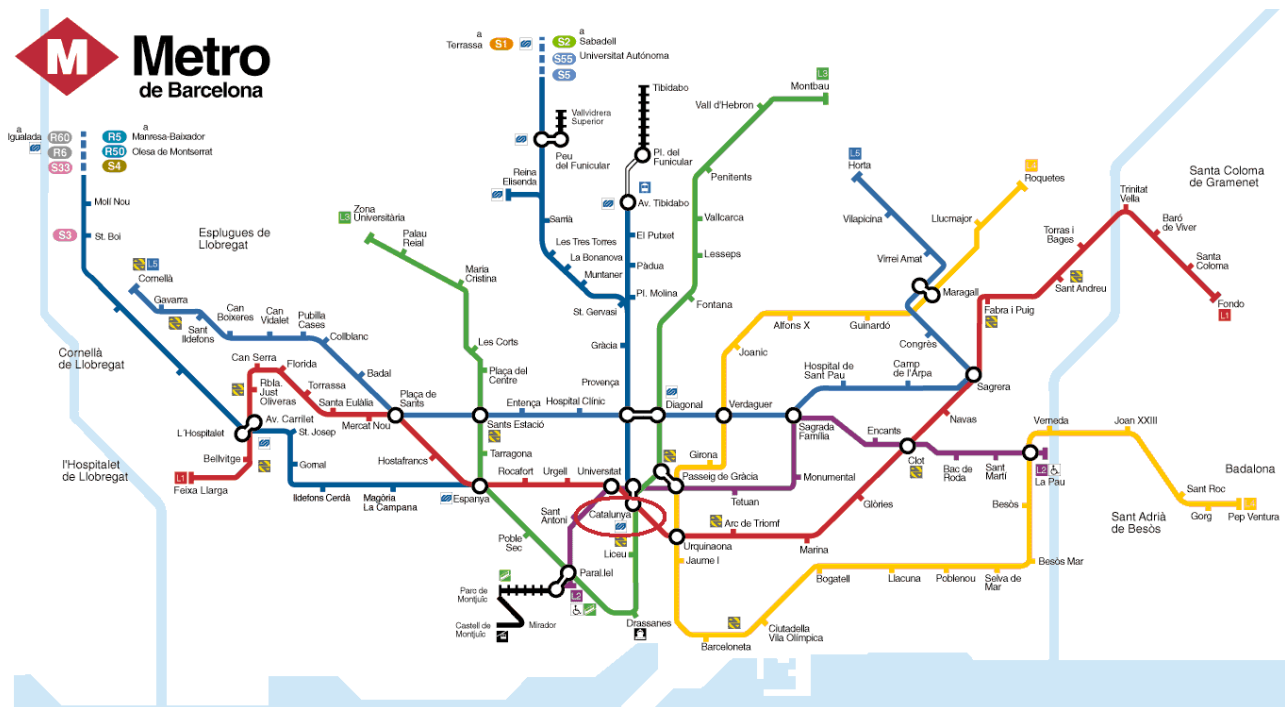 M
Metro
de Barcelona
a
Terrassa S1
a
S2 Sabadell
S55 Universitat Autónoma
S5
a
Igualada R60
R6
S33
a
R5 Manresa-Baixador
R50 Olesa de Montserrat
S4
Molí Nou
S3 St. Boi
Esplugues de
Llobregat
Cornellà
de Llobregat
l'Hospitalet
de Llobregat
Santa Coloma
de Gramenet
Badalona
Sant Adrià
de Besòs
Vallvidrera
Superior
Peu
del Funicular
Tibidabo
Pl. del
Funicular
Av. Tibidabo
Reina
Elisenda
Sarrià
Les Tres Torres
La Bonanova
Muntaner
St. Gervasi
El Putxet
Pàdua
Pl. Molina
Gràcia
Provença
L3
Montbau
Vall d'Hebron
Penitents
Vallcarca
Lesseps
Fontana
L5
Horta
Vilapicina
Virrei Amat
Maragall
Congrès
Roquetes
Llucmajor
Trinitat
Vella
Torras i
Bages
Baró
de Viver
Sant Andreu
Santa
Coloma
Fabra i Puig
Fondo
L1
L3
Zona
Universitària
Palau
Reial
Maria
Cristina
Les Corts
Plaça del
Centre
L5
Cornellà
Gavarra
Sant
Ildefons
Can
Boixeres
Can
Vidalet
Pubilla
Cases
Collblanc
Badal
Can Serra
Florida
Rbla.
Just
Oliveras
Torrassa
Santa Eulàlia
Mercat Nou
Plaça de
Sants
Av. Carrilet
L´Hospitalet
St. Josep
Bellvitge
Gornal
L1
Feixa Llarga
Ildefons Cerdà
Magòria
La Campana
Hostafrancs
Espanya
Sants Estació
Tarragona
Entença
Hospital Clínic
Diagonal
Verdaguer
Alfons X
Guinardó
Joanic
Hospital de
Sant Pau
Camp
de l'Arpa
Sagrera
Navas
Sagrada
Família
Encants
Clot
Bac de
Roda
Sant
Martí
L2
La Pau
Verneda
Joan XXIII
Sant Roc
Gorg
Pep Ventura
Besòs
Besòs Mar
Rocafort
Urgell
Universitat
Sant
Antoni
Catalunya
Liceu
Girona
Passeig de Gràcia
Tetuan
Monumental
Arc de Triomf
Marina
Glòries
Urquinaona
Jaume I
Poble
Sec
Paral.lel
L2
Parc de
Montjuïc
Castell de
Montjuïc
Mirador
Drassanes
Barceloneta
Ciutadella
Vila Olímpica
Bogatell
Llacuna
Poblenou
Selva de
Mar